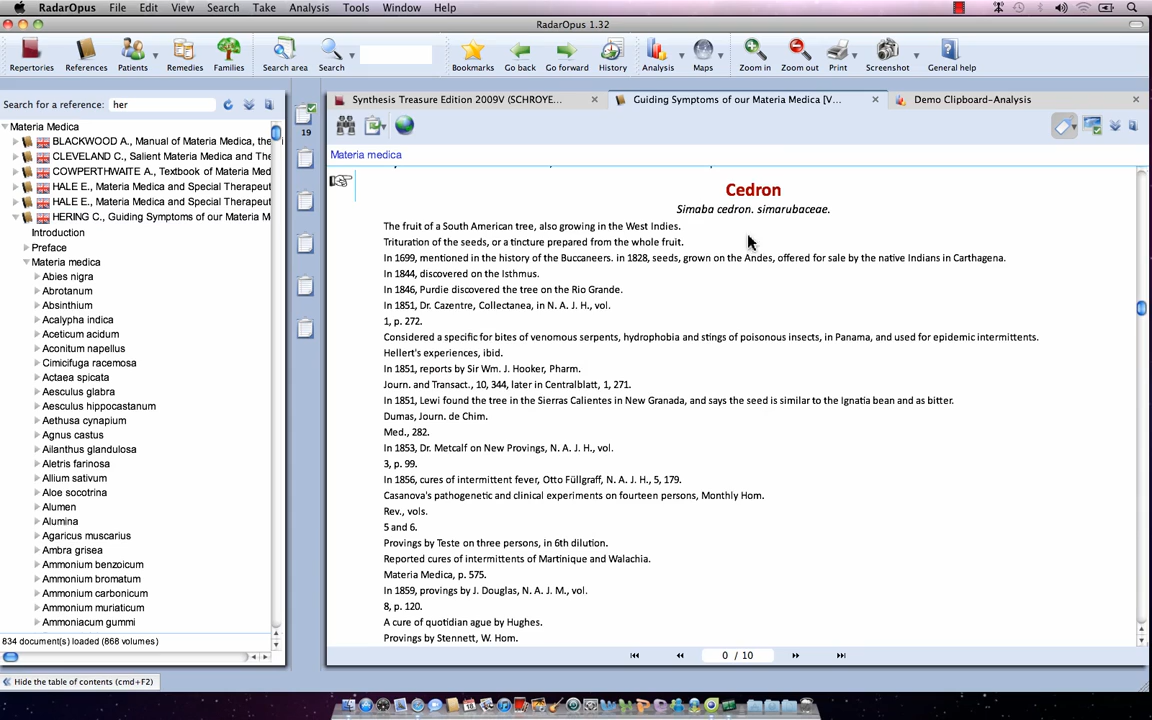 RadarOpus File Edit View Search Take Analysis Tools Window Help
RadarOpus 1.32
Repertories References Patients Remedies Families Search area Search Bookmarks Go back Go forward History Analysis Maps Zoom in Zoom out Print Screenshot General help
Search for a reference: her
Materia Medica
BLACKWOOD A., Manual of Materia Medica, the
CLEVELAND C., Salient Materia Medica and The
COWPERTHWAITE A., Textbook of Materia Med
HALE E., Materia Medica and Special Therapeut
HALE E., Materia Medica and Special Therapeut
HERING C., Guiding Symptoms of our Materia M
Introduction
Preface
Materia medica
Abies nigra
Abrotanum
Absinthium
Acalypha indica
Aceticum acidum
Aconitum napellus
Cimicifuga racemosa
Actaea spicata
Aesculus glabra
Aesculus hippocastanum
Aethusa cynapium
Agnus castus
Ailanthus glandulosa
Aletris farinosa
Allium sativum
Aloe socotrina
Alumen
Alumina
Agaricus muscarius
Ambra grisea
Ammonium benzoicum
Ammonium bromatum
Ammonium carbonicum
Ammonium muriaticum
Ammoniacum gummi
834 document(s) loaded (868 volumes)
Hide the table of contents (cmd+F2)
19
Synthesis Treasure Edition 2009V (SCHROYE...
Guiding Symptoms of our Materia Medica [V...
Demo Clipboard-Analysis
Materia medica
Cedron
Simaba cedron. simarubaceae.
The fruit of a South American tree, also growing in the West Indies.
Trituration of the seeds, or a tincture prepared from the whole fruit.
In 1699, mentioned in the history of the Buccaneers. in 1828, seeds, grown on the Andes, offered for sale by the native Indians in Carthagena.
In 1844, discovered on the Isthmus.
In 1846, Purdie discovered the tree on the Rio Grande.
In 1851, Dr. Cazentre, Collectanea, in N. A. J. H., vol.
1, p. 272.
Considered a specific for bites of venomous serpents, hydrophobia and stings of poisonous insects, in Panama, and used for epidemic intermittents.
Hellert's experiences, ibid.
In 1851, reports by Sir Wm. J. Hooker, Pharm.
Journ. and Transact., 10, 344, later in Centralblatt, 1, 271.
In 1851, Lewi found the tree in the Sierras Calientes in New Granada, and says the seed is similar to the Ignatia bean and as bitter.
Dumas, Journ. de Chim.
Med., 282.
In 1853, Dr. Metcalf on New Provings, N. A. J. H., vol.
3, p. 99.
In 1856, cures of intermittent fever, Otto Füllgraff, N. A. J. H., 5, 179.
Casanova's pathogenetic and clinical experiments on fourteen persons, Monthly Hom.
Rev., vols.
5 and 6.
Provings by Teste on three persons, in 6th dilution.
Reported cures of intermittents of Martinique and Walachia.
Materia Medica, p. 575.
In 1859, provings by J. Douglas, N. A. J. M., vol.
8, p. 120.
A cure of quotidian ague by Hughes.
Provings by Stennett, W. Hom.
0 / 10